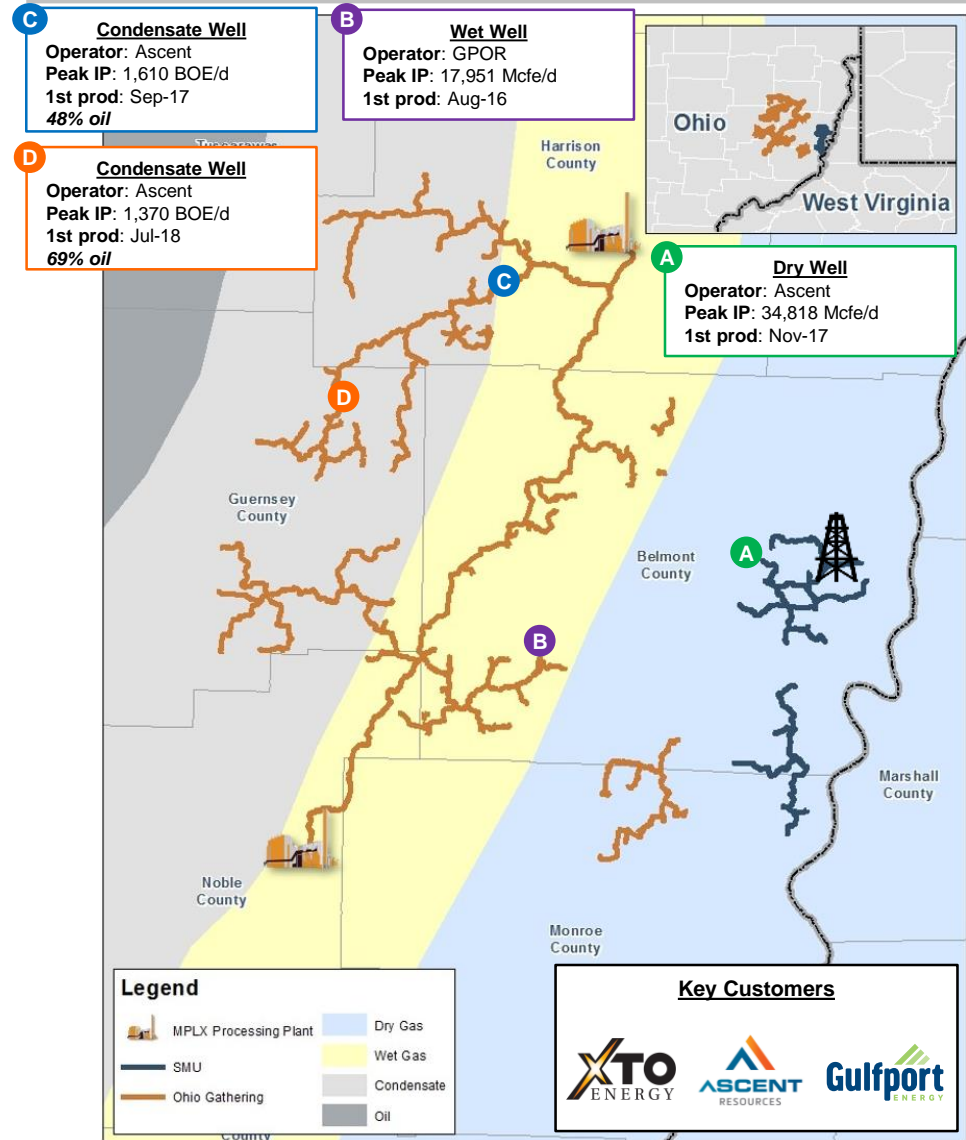 C
Condensate Well
Operator: Ascent
Peak IP: 1,610 BOE/d
1st prod: Sep-17
48% oil
B
Wet Well
Operator: GPOR
Peak IP: 17,951 Mcfe/d
1st prod: Aug-16
Ohio
West Virginia
D
Condensate Well
Operator: Ascent
Peak IP: 1,370 BOE/d
1st prod: Jul-18
69% oil
Harrison
County
A
Dry Well
Operator: Ascent
Peak IP: 34,818 Mcfe/d
1st prod: Nov-17
C
D
Guernsey
County
A
Belmont
County
B
Marshall
County
Noble
County
Monroe
County
Legend
MPLX Processing Plant
SMU
Ohio Gathering
Dry Gas
Wet Gas
Condensate
Oil
County
Key Customers
XTO
ENERGY
ASCENT
RESOURCES
Gulfport
ENERGY